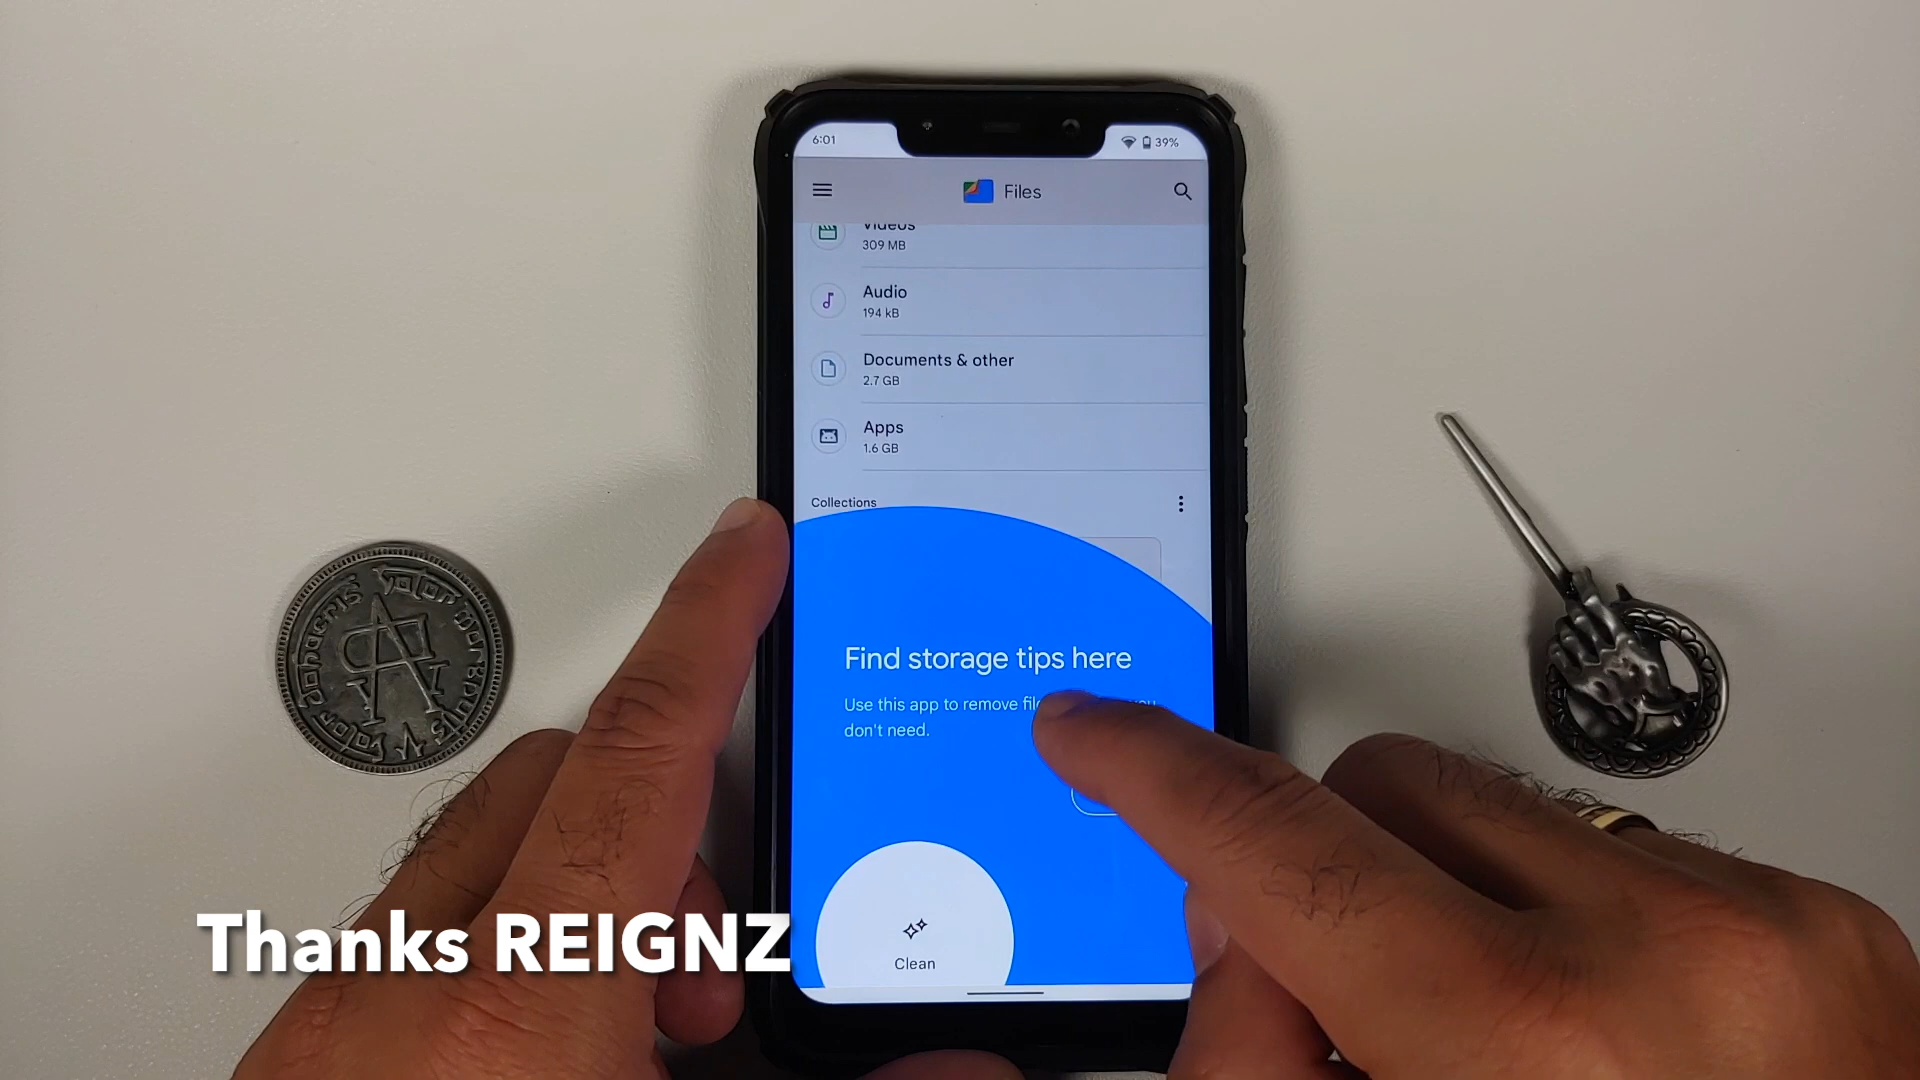 6:01
39%
Files
Videos
309 MB
Audio
194 kB
Documents & other
2.7 GB
Apps
1.6 GB
Collections
Find storage tips here
Use this app to remove
don't need.
Clean
Thanks REIGNZ